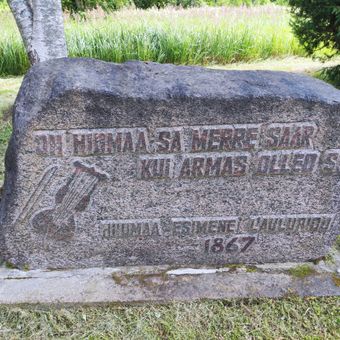 OH HIIUMAA SA MERRE SAAR
KUI ARMAS OLLED S
HIIUMAA ESIMENE LAULUPIDU
1867